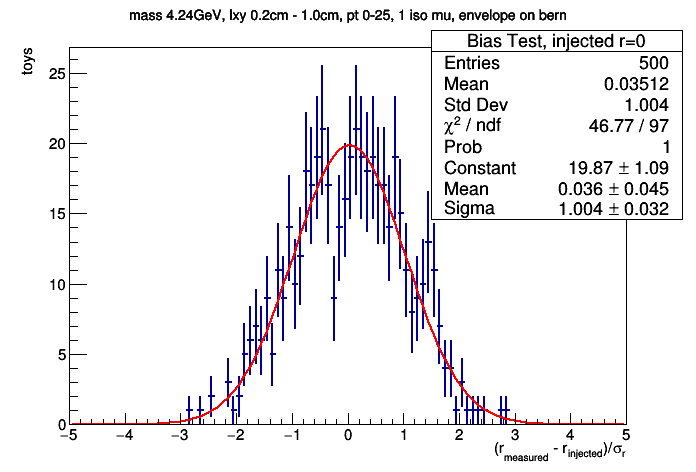 mass 4.24GeV, lxy 0.2cm - 1.0cm, pt 0-25, 1 iso mu, envelope on bern
toys
Bias Test, injected r=0
Entries 500
Mean 0.03512
Std Dev 1.004
χ² / ndf 46.77 / 97
Prob 1
Constant 19.87 ± 1.09
Mean 0.036 ± 0.045
Sigma 1.004 ± 0.032
25
20
15
10
5
0
−5 −4 −3 −2 −1 0 1 2 3 4 5
(r_measured - r_injected)/σ_r